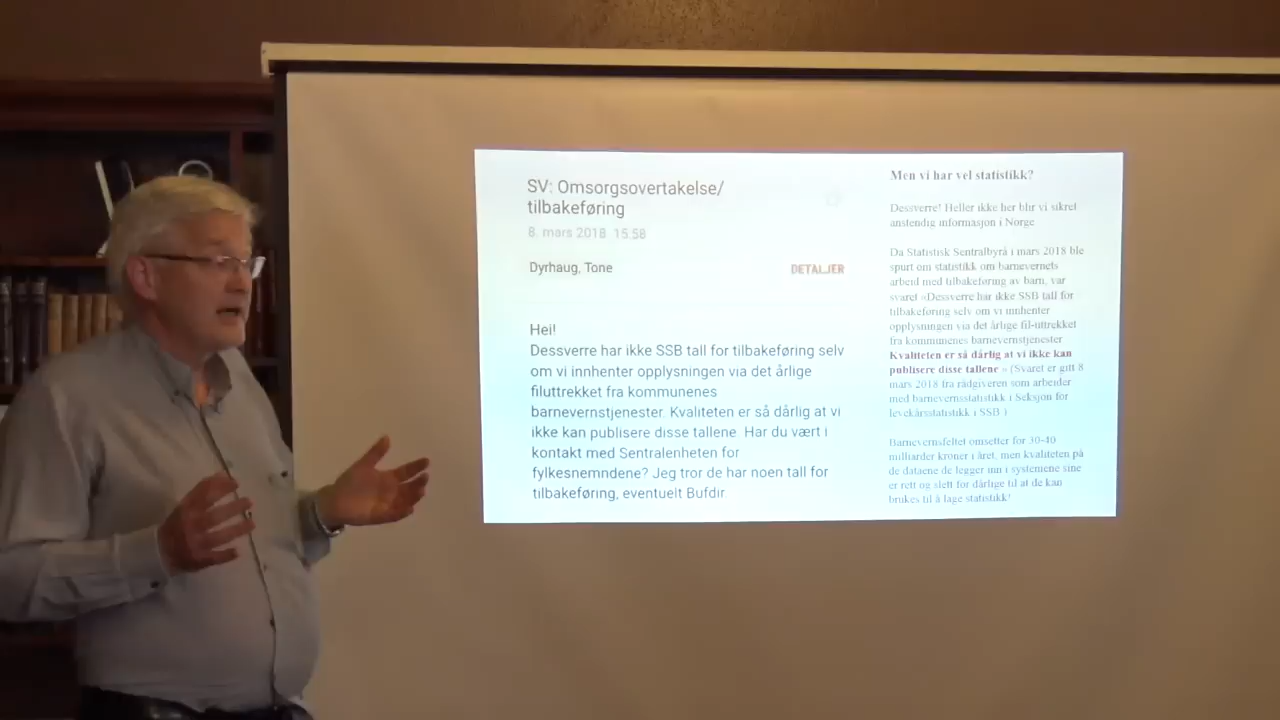 SV: Omsorgsovertakelse/
tilbakeføring
8. mars 2018 15:58
Dyrhaug, Tone
DETALJER
Hei!
Dessverre har ikke SSB tall for tilbakeføring selv
om vi innhenter opplysningen via det årlige
filuttrekket fra kommunenes
barnevernstjenester. Kvaliteten er så dårlig at vi
ikke kan publisere disse tallene. Har du vært i
kontakt med Sentralenheten for
fylkesnemndene? Jeg tror de har noen tall for
tilbakeføring, eventuelt Bufdir.
Men vi har vel statistikk?
Dessverre! Heller ikke her blir vi sikret
anstendig informasjon i Norge
Da Statistisk Sentralbyrå i mars 2018 ble
spurt om statistikk om barnevernets
arbeid med tilbakeføring av barn, var
svaret «Dessverre har ikke SSB tall for
tilbakeføring selv om vi innhenter
opplysningen via det årlige fil-uttrekket
fra kommunenes barnevernstjenester
Kvaliteten er så dårlig at vi ikke kan
publisere disse tallene » (Svaret er gitt 8
mars 2018 fra rådgiveren som arbeider
med barnevernsstatistikk i Seksjon for
levekårsstatistikk i SSB.)
Barnevernsfeltet omsetter for 30-40
milliarder kroner i året, men kvaliteten på
de dataene de legger inn i systemene sine
er rett og slett for dårlige til at de kan
brukes til å lage statistikk!